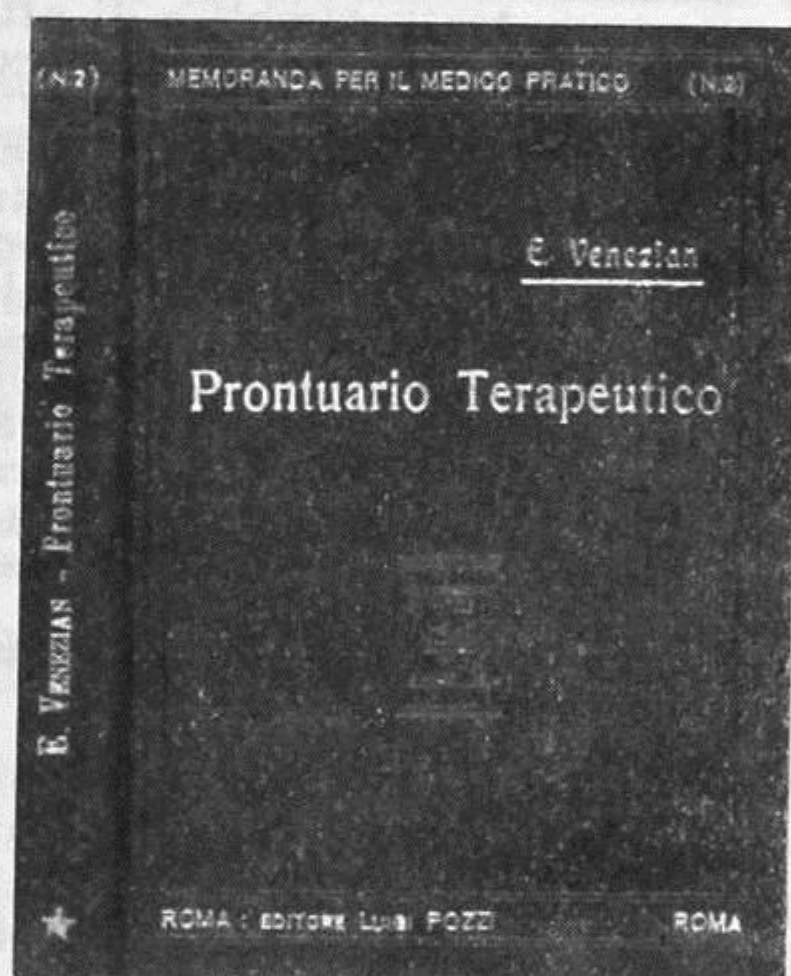 (N.2)
E. VENEZIAN - Prontuario Terapeutico
MEMORANDA PER IL MEDICO PRATICO (N.2)
E. Venezian
Prontuario Terapeutico
ROMA : EDITORE LUIGI POZZI ROMA